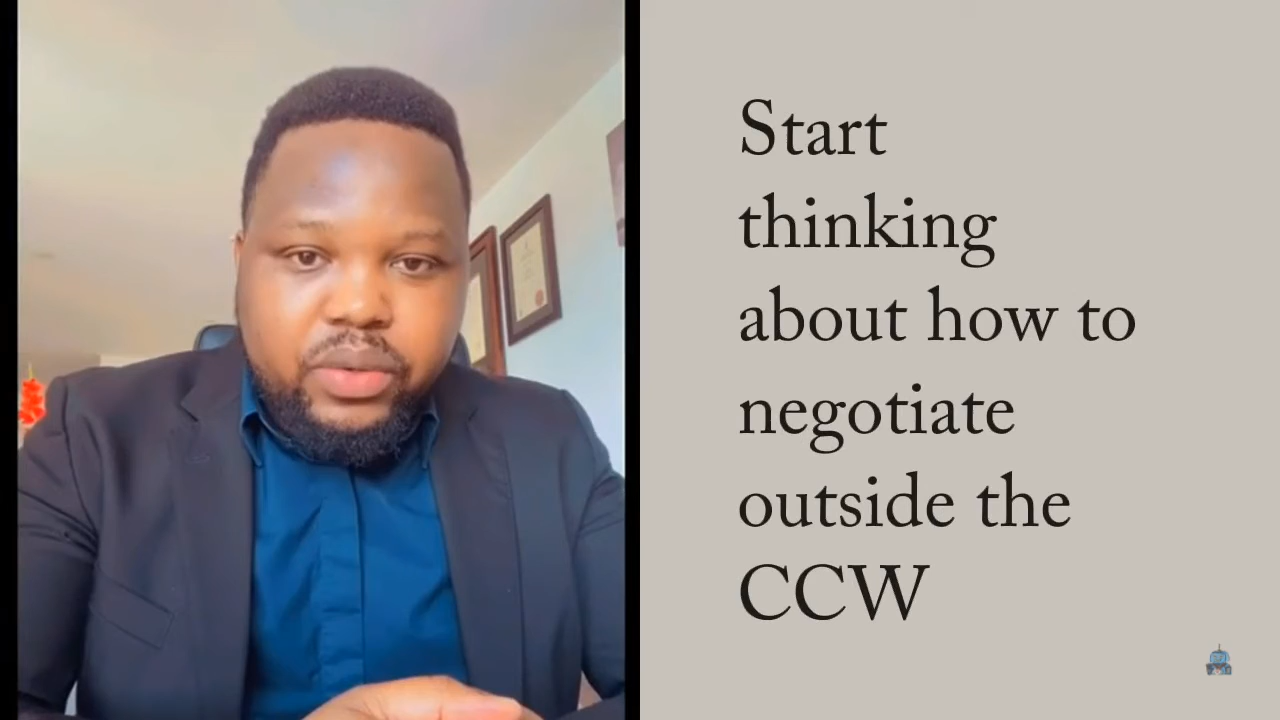 Start
thinking
about how to
negotiate
outside the
CCW